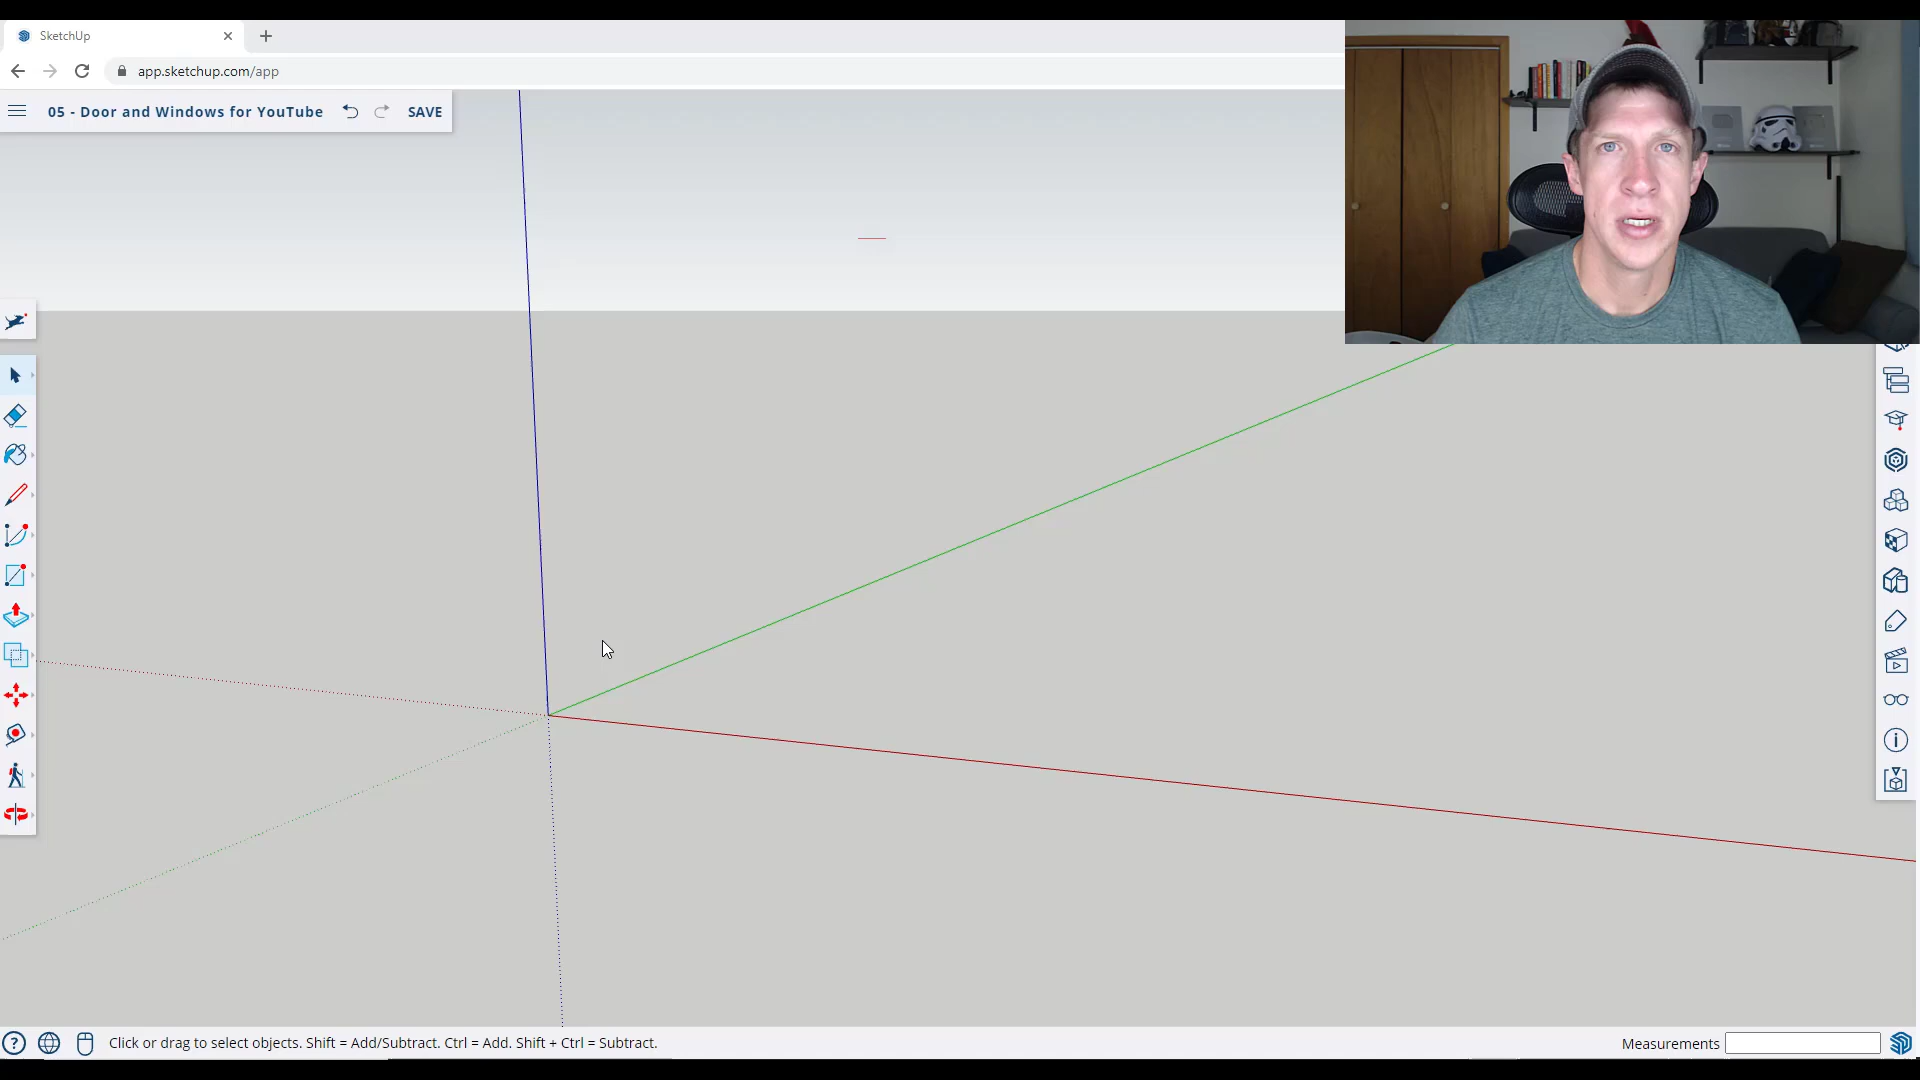 SketchUp
app.sketchup.com/app
05 - Door and Windows for YouTube
SAVE
Click or drag to select objects. Shift = Add/Subtract. Ctrl = Add. Shift + Ctrl = Subtract.
Measurements